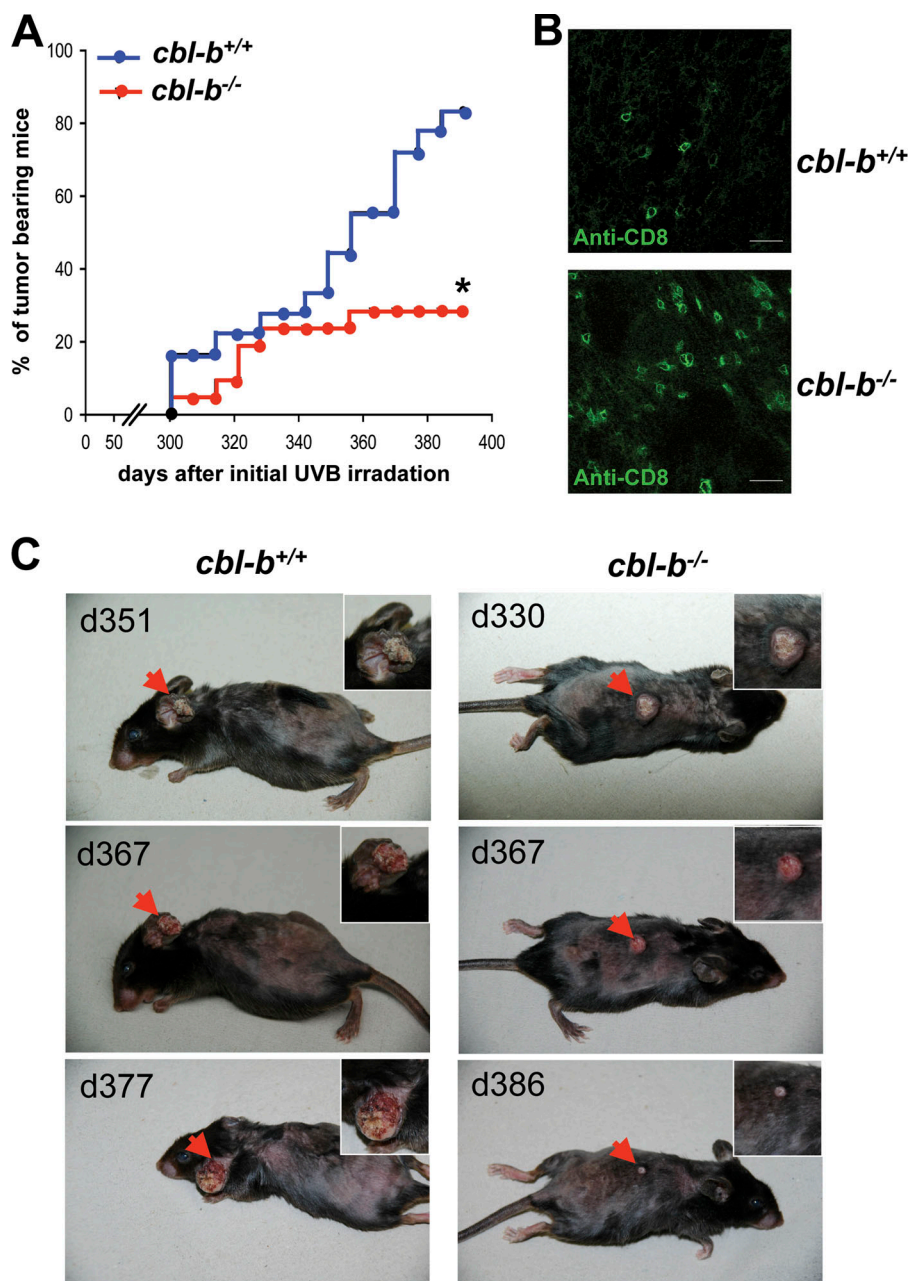 A
cbl-b+/+
cbl-b-/-
100
80
60
40
20
0
% of tumor bearing mice
*
0 50 300 320 340 360 380 400
days after initial UVB irradation
B
Anti-CD8
cbl-b+/+
Anti-CD8
cbl-b-/-
C
cbl-b+/+
cbl-b-/-
d351
d330
d367
d367
d377
d386